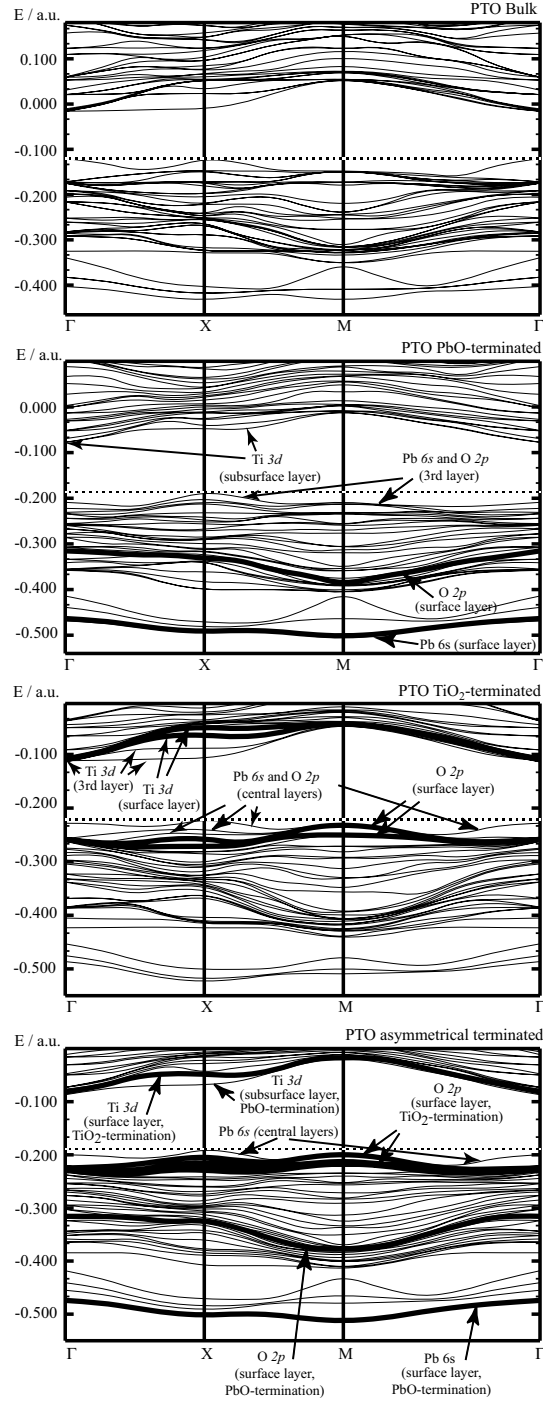 E / a.u.
PTO Bulk
0.100
0.000
-0.100
-0.200
-0.300
-0.400
Γ X M Γ
E / a.u.
PTO PbO-terminated
0.000
-0.100
-0.200
-0.300
-0.400
-0.500
Ti 3d
(subsurface layer)
Pb 6s and O 2p
(3rd layer)
O 2p
(surface layer)
Pb 6s (surface layer)
Γ X M Γ
E / a.u.
PTO TiO₂-terminated
-0.100
-0.200
-0.300
-0.400
-0.500
Ti 3d
(3rd layer)
Ti 3d
(surface layer)
Pb 6s and O 2p
(central layers)
O 2p
(surface layer)
Γ X M Γ
E / a.u.
PTO asymmetrical terminated
-0.100
-0.200
-0.300
-0.400
-0.500
Ti 3d
(surface layer,
TiO₂-termination)
Ti 3d
(subsurface layer,
PbO-termination)
Pb 6s (central layers)
O 2p
(surface layer,
TiO₂-termination)
Γ X M Γ
O 2p
(surface layer,
PbO-termination)
Pb 6s
(surface layer,
PbO-termination)